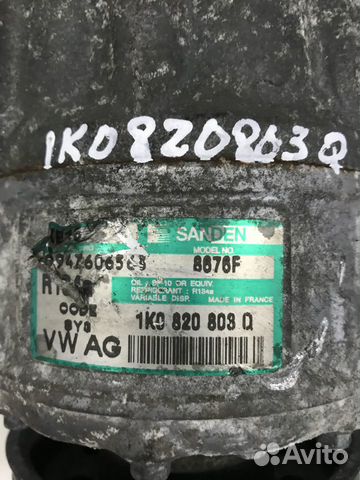 1K0820803Q
SANDEN
MODEL NO.
8676F
OIL / SP-10 OR EQUIV.
REFRIGERANT : R134a
VARIABLE DISP. MADE IN FRANCE
CODE
VW AG
1K0 820 803 Q
Avito